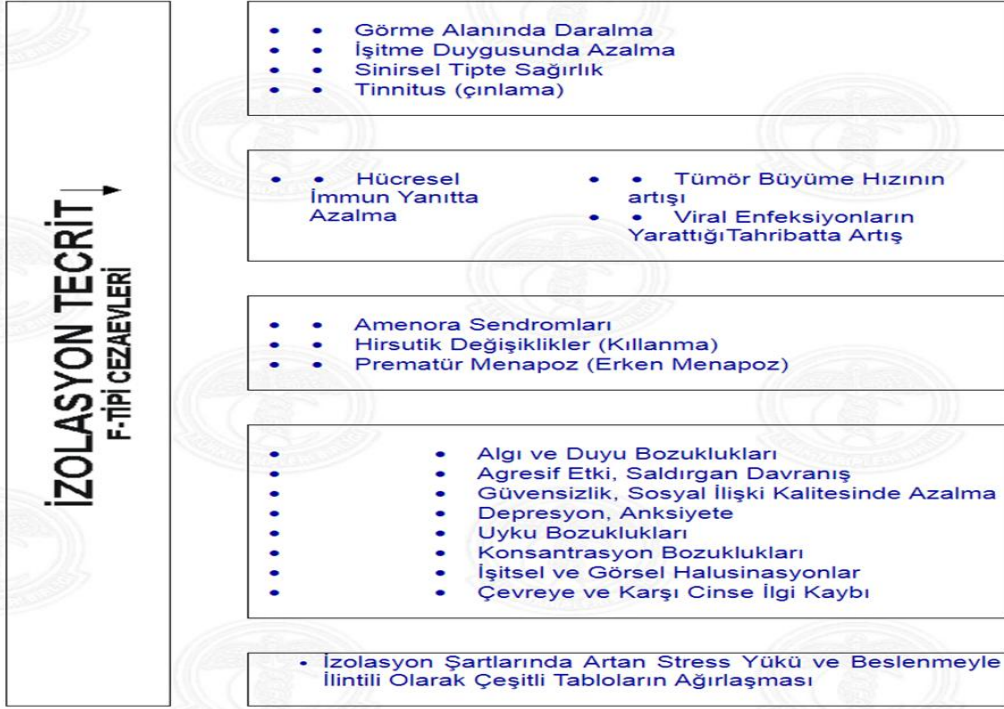 İZOLASYON TECRİT
F-TİPİ CEZAEVLERİ
• • Görme Alanında Daralma
• • İşitme Duygusunda Azalma
• • Sinirsel Tipte Sağırlık
• • Tinnitus (çınlama)
• • Hücresel
İmmun Yanıtta
Azalma
• • Tümör Büyüme Hızının
artışı
• • Viral Enfeksiyonların
YarattığıTahribatta Artış
• • Amenora Sendromları
• • Hirsutik Değişiklikler (Kıllanma)
• • Prematür Menapoz (Erken Menapoz)
• • Algı ve Duyu Bozuklukları
• • Agresif Etki, Saldırgan Davranış
• • Güvensizlik, Sosyal İlişki Kalitesinde Azalma
• • Depresyon, Anksiyete
• • Uyku Bozuklukları
• • Konsantrasyon Bozuklukları
• • İşitsel ve Görsel Halusinasyonlar
• • Çevreye ve Karşı Cinse İlgi Kaybı
• İzolasyon Şartlarında Artan Stress Yükü ve Beslenmeyle
İlintili Olarak Çeşitli Tabloların Ağırlaşması